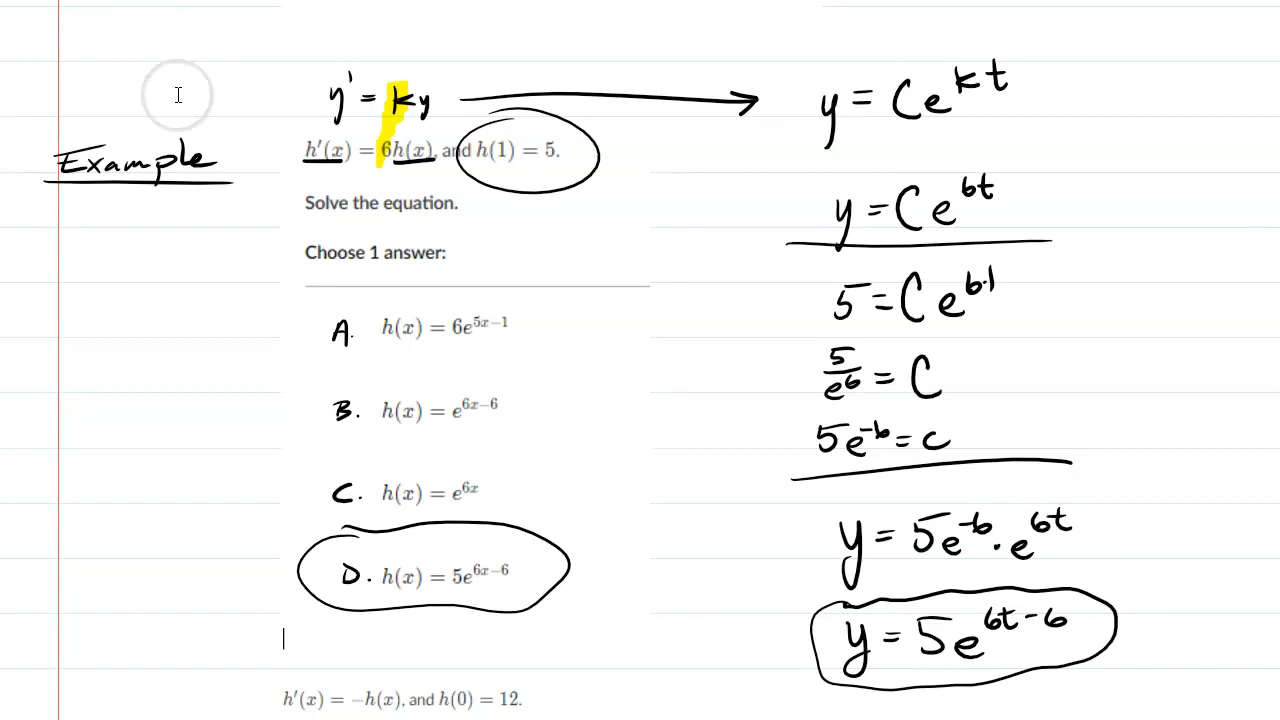 y' = ky
y = Ce^{kt}
Example
h'(x) = 6h(x), and h(1) = 5.
Solve the equation.
Choose 1 answer:
A. h(x) = 6e^{5x−1}
B. h(x) = e^{6x−6}
C. h(x) = e^{6x}
D. h(x) = 5e^{6x−6}
h'(x) = −h(x), and h(0) = 12.
y = Ce^{6t}
5 = Ce^{6·1}
5/e^6 = C
5e^{-6} = c
y = 5e^{-6} · e^{6t}
y = 5e^{6t-6}